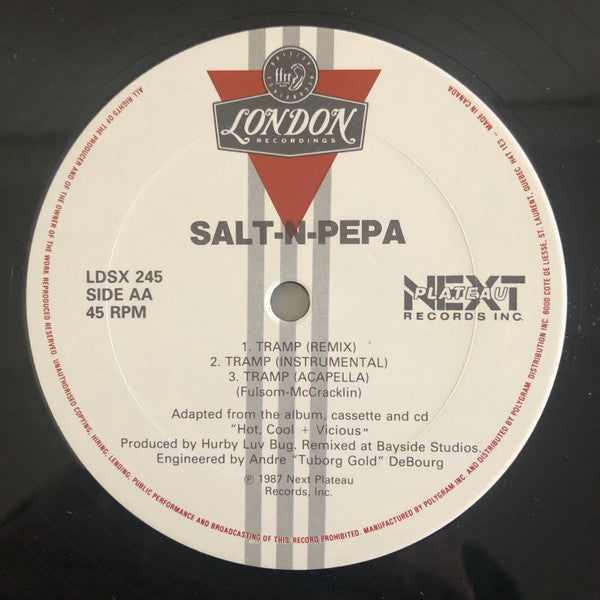 ffrr
LONDON
RECORDINGS
SALT-N-PEPA
LDSX 245
SIDE AA
45 RPM
NEXT
PLATEAU
RECORDS INC.
1. TRAMP (REMIX)
2. TRAMP (INSTRUMENTAL)
3. TRAMP (ACAPELLA)
(Fulsom-McCracklin)
Adapted from the album, cassette and cd
"Hot, Cool + Vicious"
Produced by Hurby Luv Bug. Remixed at Bayside Studios.
Engineered by Andre "Tuborg Gold" DeBourg
℗ 1987 Next Plateau
Records, Inc.
ALL RIGHTS OF THE PRODUCER AND OF THE OWNER OF THE WORK REPRODUCED RESERVED. UNAUTHORISED COPYING, HIRING, LENDING, PUBLIC PERFORMANCE AND BROADCASTING OF THIS RECORD PROHIBITED. MANUFACTURED BY POLYGRAM INC. AND DISTRIBUTED BY POLYGRAM DISTRIBUTION INC. 6000 COTE DE LIESSE, ST. LAURENT, QUEBEC H4T 1E3 – MADE IN CANADA